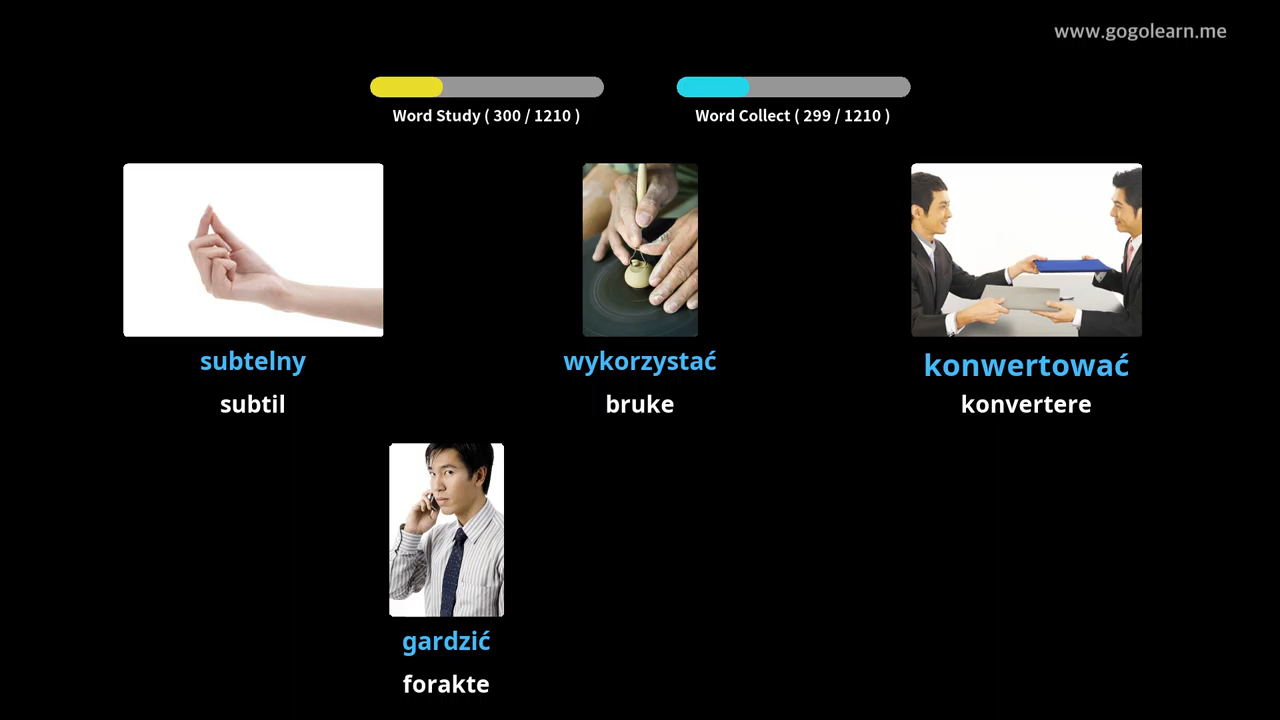 www.gogolearn.me
Word Study ( 300 / 1210 )
Word Collect ( 299 / 1210 )
subtelny
wykorzystać
konwertować
subtil
bruke
konvertere
gardzić
forakte